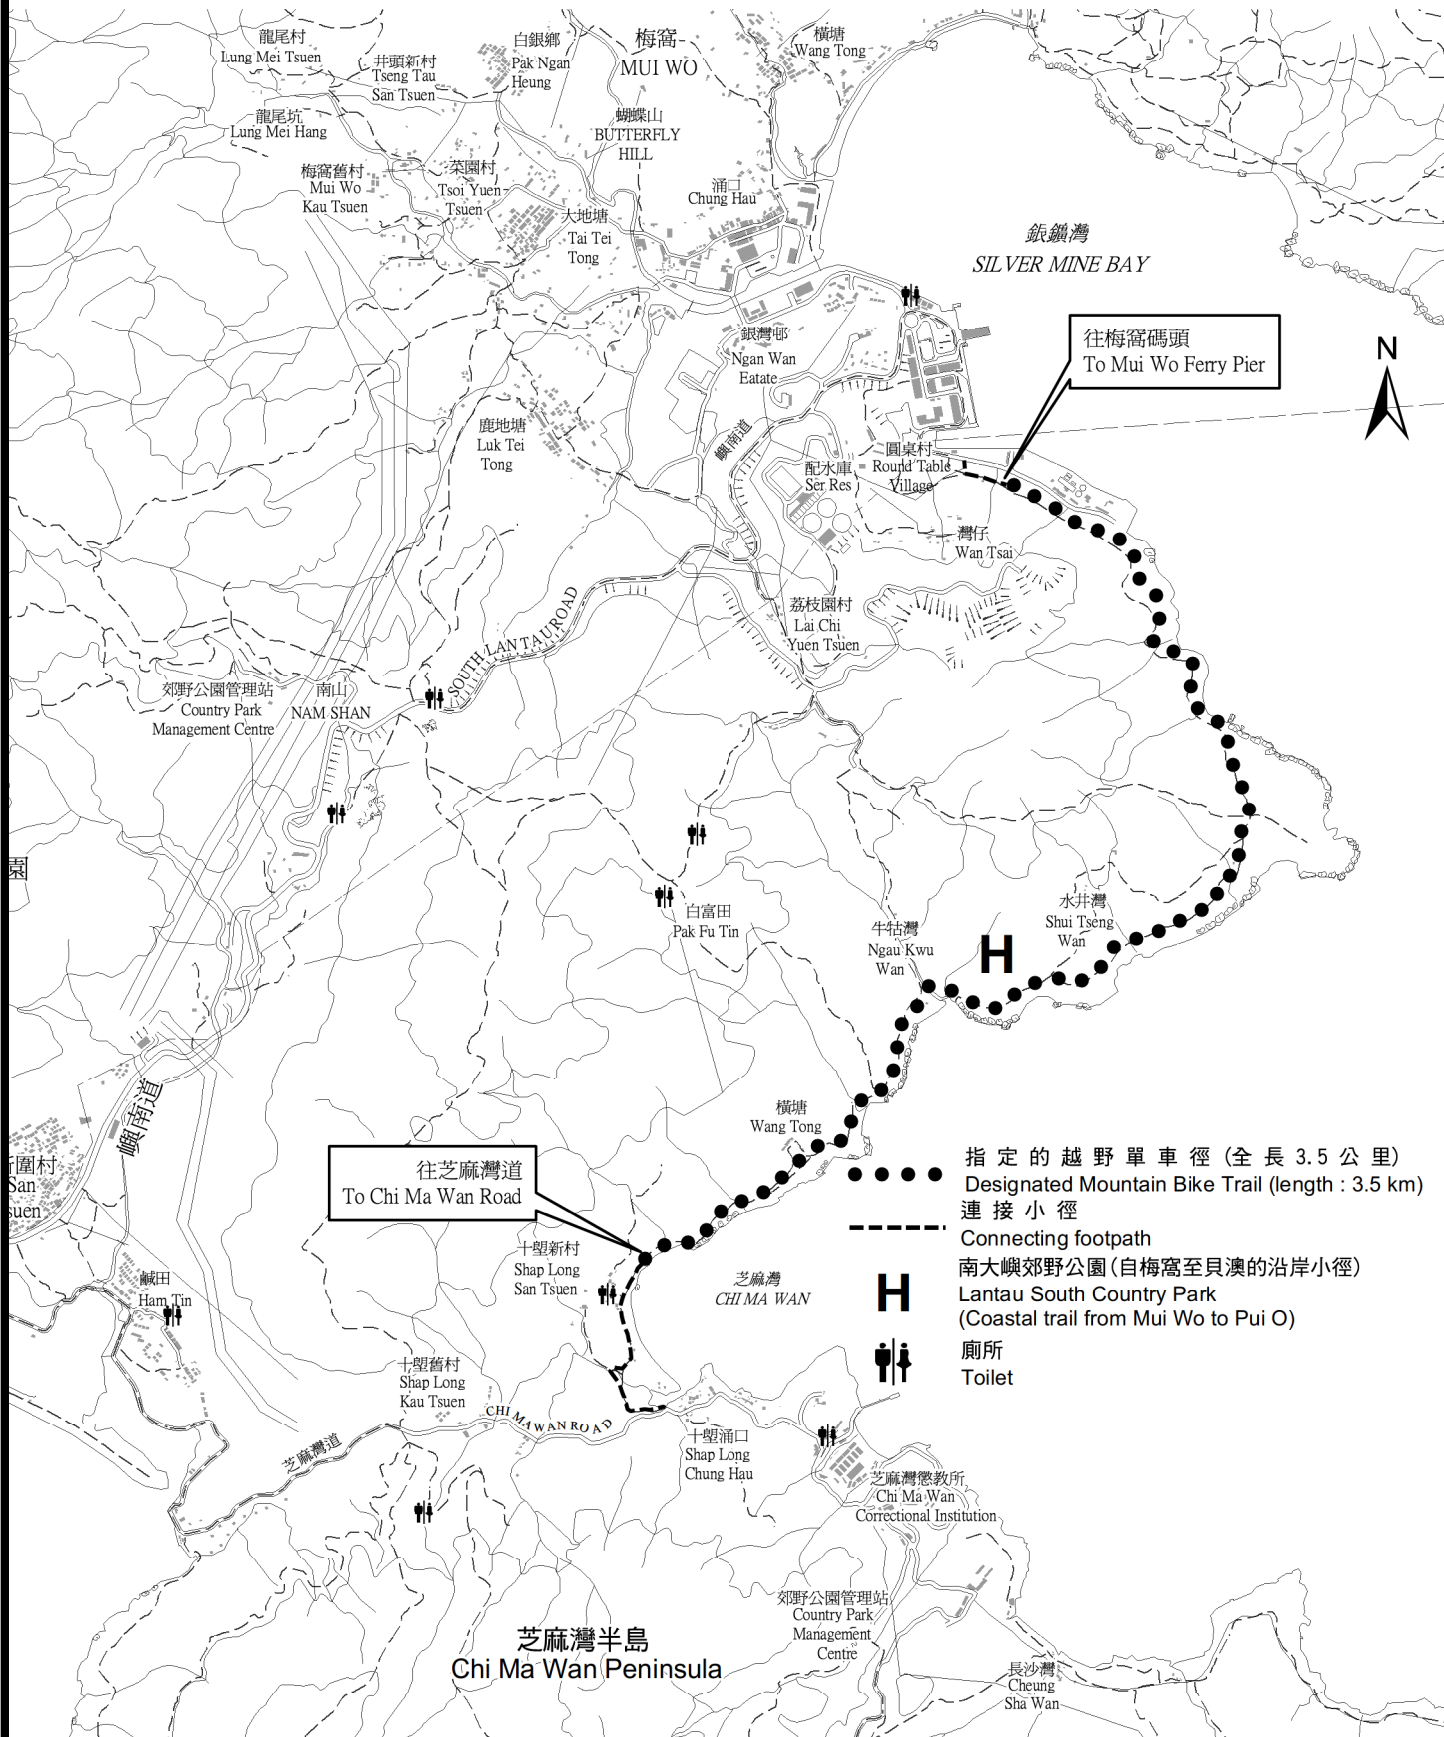 龍尾村
Lung Mei Tsuen
井頭新村
Tseng Tau
San Tsuen
白銀鄉
Pak Ngan
Heung
梅窩
MUI WO
橫塘
Wang Tong
龍尾坑
Lung Mei Hang
蝴蝶山
BUTTERFLY
HILL
梅窩舊村
Mui Wo
Kau Tsuen
菜園村
Tsoi Yuen
Tsuen
涌口
Chung Hau
大地塘
Tai Tei
Tong
銀鑛灣
SILVER MINE BAY
銀灣邨
Ngan Wan
Eatate
往梅窩碼頭
To Mui Wo Ferry Pier
N
鹿地塘
Luk Tei
Tong
嶼南道
圓桌村
Round Table
Village
配水庫
Ser Res
灣仔
Wan Tsai
荔枝園村
Lai Chi
Yuen Tsuen
SOUTH LANTAU ROAD
郊野公園管理站
Country Park
Management Centre
南山
NAM SHAN
園
白富田
Pak Fu Tin
牛牯灣
Ngau Kwu
Wan
水井灣
Shui Tseng
Wan
H
嶼南道
橫塘
Wang Tong
圍村
San
suen
往芝麻灣道
To Chi Ma Wan Road
指定的越野單車徑(全長 3.5 公里)
Designated Mountain Bike Trail (length : 3.5 km)
連接小徑
Connecting footpath
H
南大嶼郊野公園(自梅窩至貝澳的沿岸小徑)
Lantau South Country Park
(Coastal trail from Mui Wo to Pui O)
廁所
Toilet
十塱新村
Shap Long
San Tsuen
芝麻灣
CHI MA WAN
鹹田
Ham Tin
十塱舊村
Shap Long
Kau Tsuen
CHI MA WAN ROAD
芝麻灣道
十塱涌口
Shap Long
Chung Hau
芝麻灣懲教所
Chi Ma Wan
Correctional Institution
郊野公園管理站
Country Park
Management
Centre
芝麻灣半島
Chi Ma Wan Peninsula
長沙灣
Cheung
Sha Wan